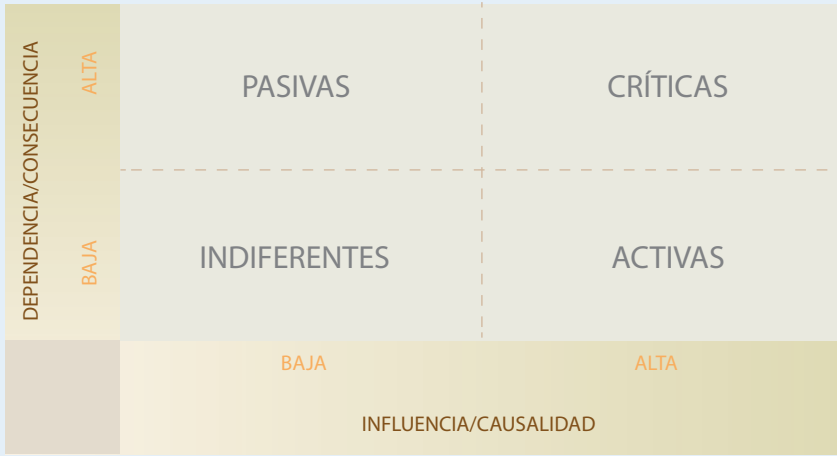 DEPENDENCIA/CONSECUENCIA
ALTA
PASIVAS
CRÍTICAS
BAJA
INDIFERENTES
ACTIVAS
BAJA
ALTA
INFLUENCIA/CAUSALIDAD